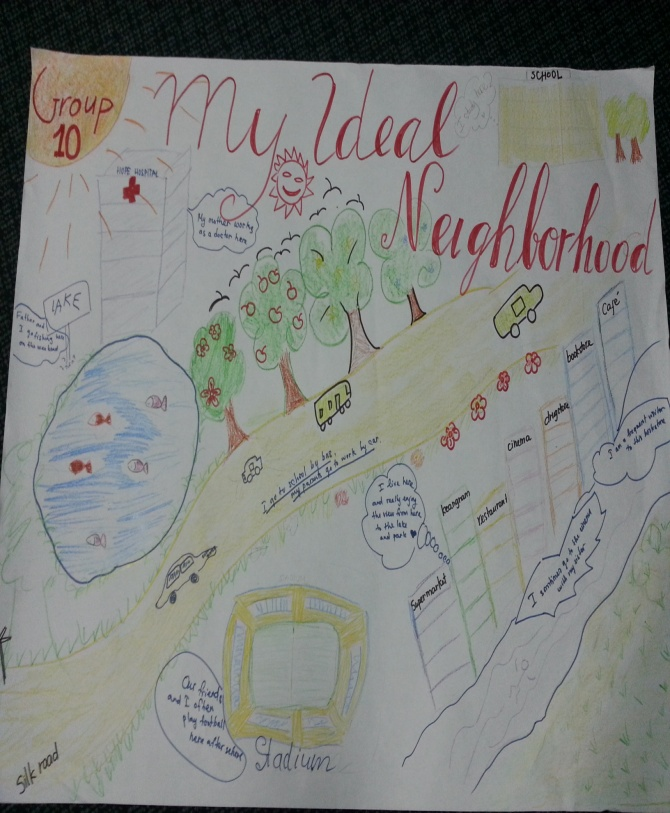 Group
10
My Ideal
Neighborhood
SCHOOL
HOPE HOSPITAL
My mother works
as a doctor here
LAKE
Father and
I go fishing here
on the weekend
Café
bookstore
drugstore
cinema
restaurant
Supermarket
I am a frequent visitor
to this bookstore
I go to school by bus,
my parents go to work by car.
I live here,
and really enjoy
the view from here
to the lake
and park
I sometimes go to the cinema
with my sister
Our friends
and I often
play football
here after school
Stadium
Silk road